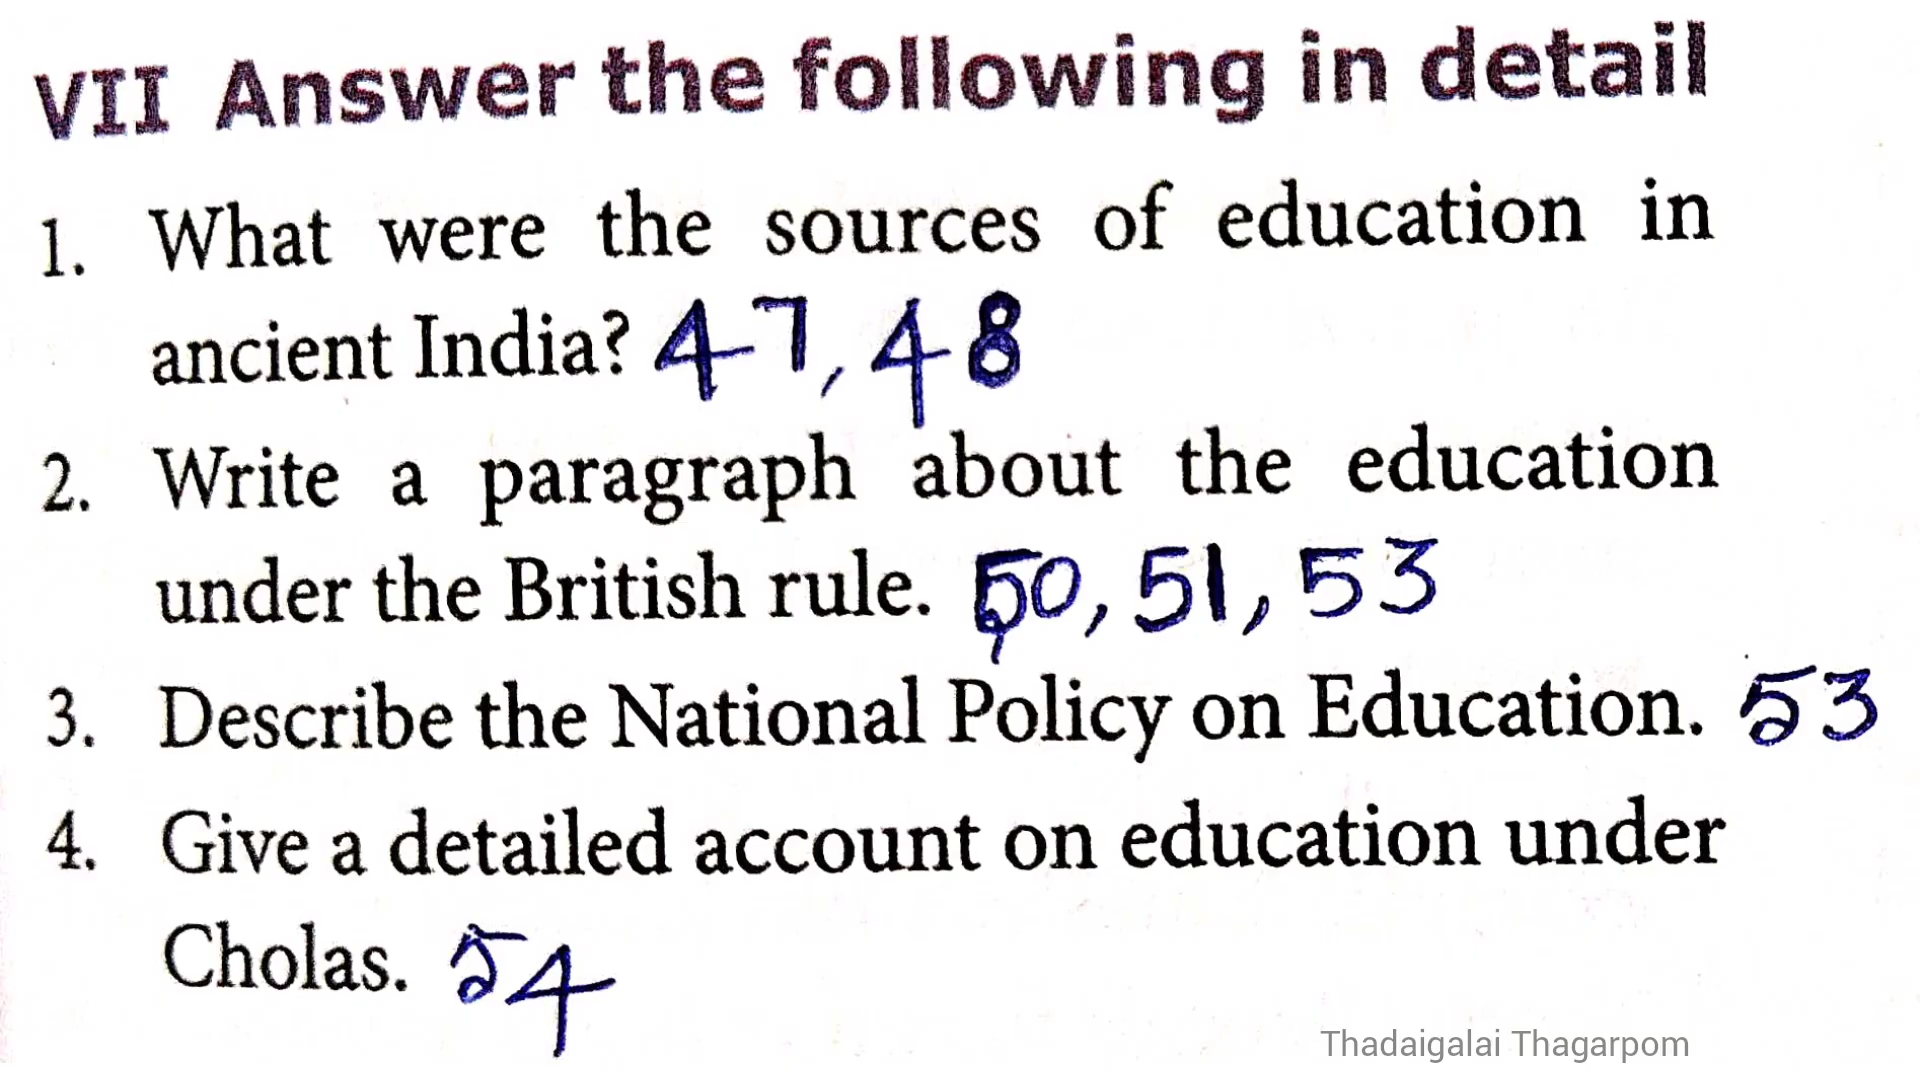 VII Answer the following in detail
1. What were the sources of education in
ancient India? 47, 48
2. Write a paragraph about the education
under the British rule. 50, 51, 53
3. Describe the National Policy on Education. 53
4. Give a detailed account on education under
Cholas. 54
Thadaigalai Thagarpom